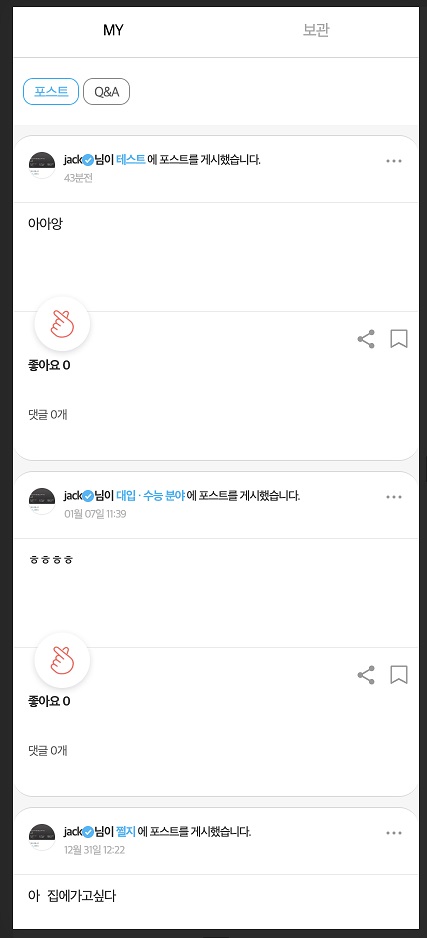 MY 보관
포스트 Q&A
jack님이 테스트 에 포스트를 게시했습니다.
43분전
아아앙
좋아요 0
댓글 0개
jack님이 대입 · 수능 분야 에 포스트를 게시했습니다.
01월 07일 11:39
ㅎㅎㅎㅎ
좋아요 0
댓글 0개
jack님이 찔지 에 포스트를 게시했습니다.
12월 31일 12:22
아 집에가고싶다